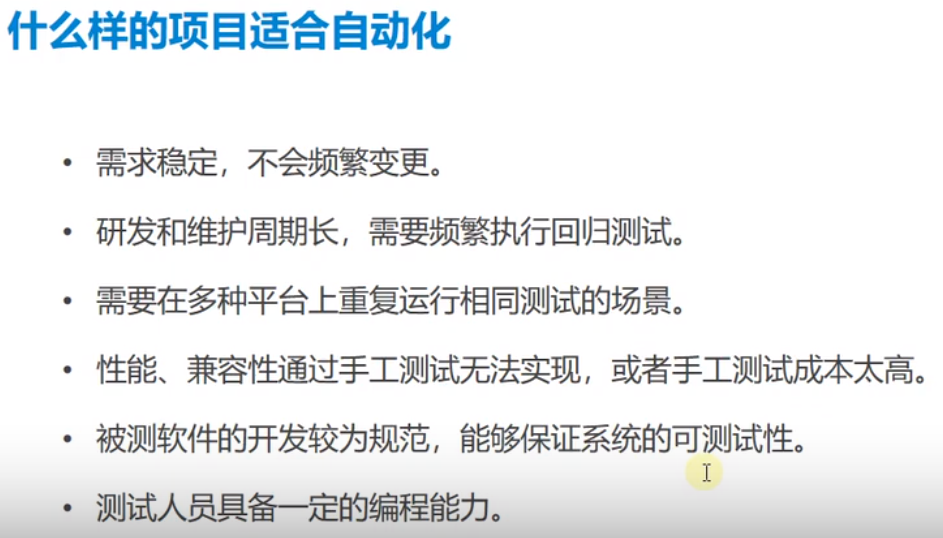 什么样的项目适合自动化
• 需求稳定，不会频繁变更。
• 研发和维护周期长，需要频繁执行回归测试。
• 需要在多种平台上重复运行相同测试的场景。
• 性能、兼容性通过手工测试无法实现，或者手工测试成本太高。
• 被测软件的开发较为规范，能够保证系统的可测试性。
• 测试人员具备一定的编程能力。